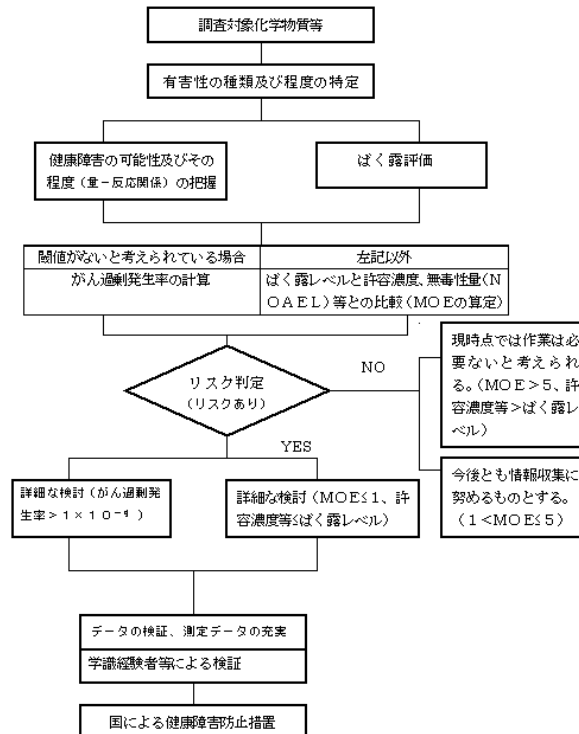 調査対象化学物質等
有害性の種類及び程度の特定
健康障害の可能性及びその
程度（量－反応関係）の把握
ばく露評価
閾値がないと考えられている場合
左記以外
がん過剰発生率の計算
ばく露レベルと許容濃度、無毒性量（Ｎ
ＯＡＥＬ）等との比較（ＭＯＥの算定）
リスク判定
（リスクあり）
NO
現時点では作業は必
要ないと考えられ
る。（ＭＯＥ＞５、許
容濃度等＞ばく露レ
ベル）
YES
今後とも情報収集に
努めるものとする。
（１＜ＭＯＥ≦５）
詳細な検討（がん過剰発
生率＞１×１０
詳細な検討（ＭＯＥ≦１、許
容濃度等≦ばく露レベル）
データの検証、測定データの充実
学識経験者等による検証
国による健康障害防止措置